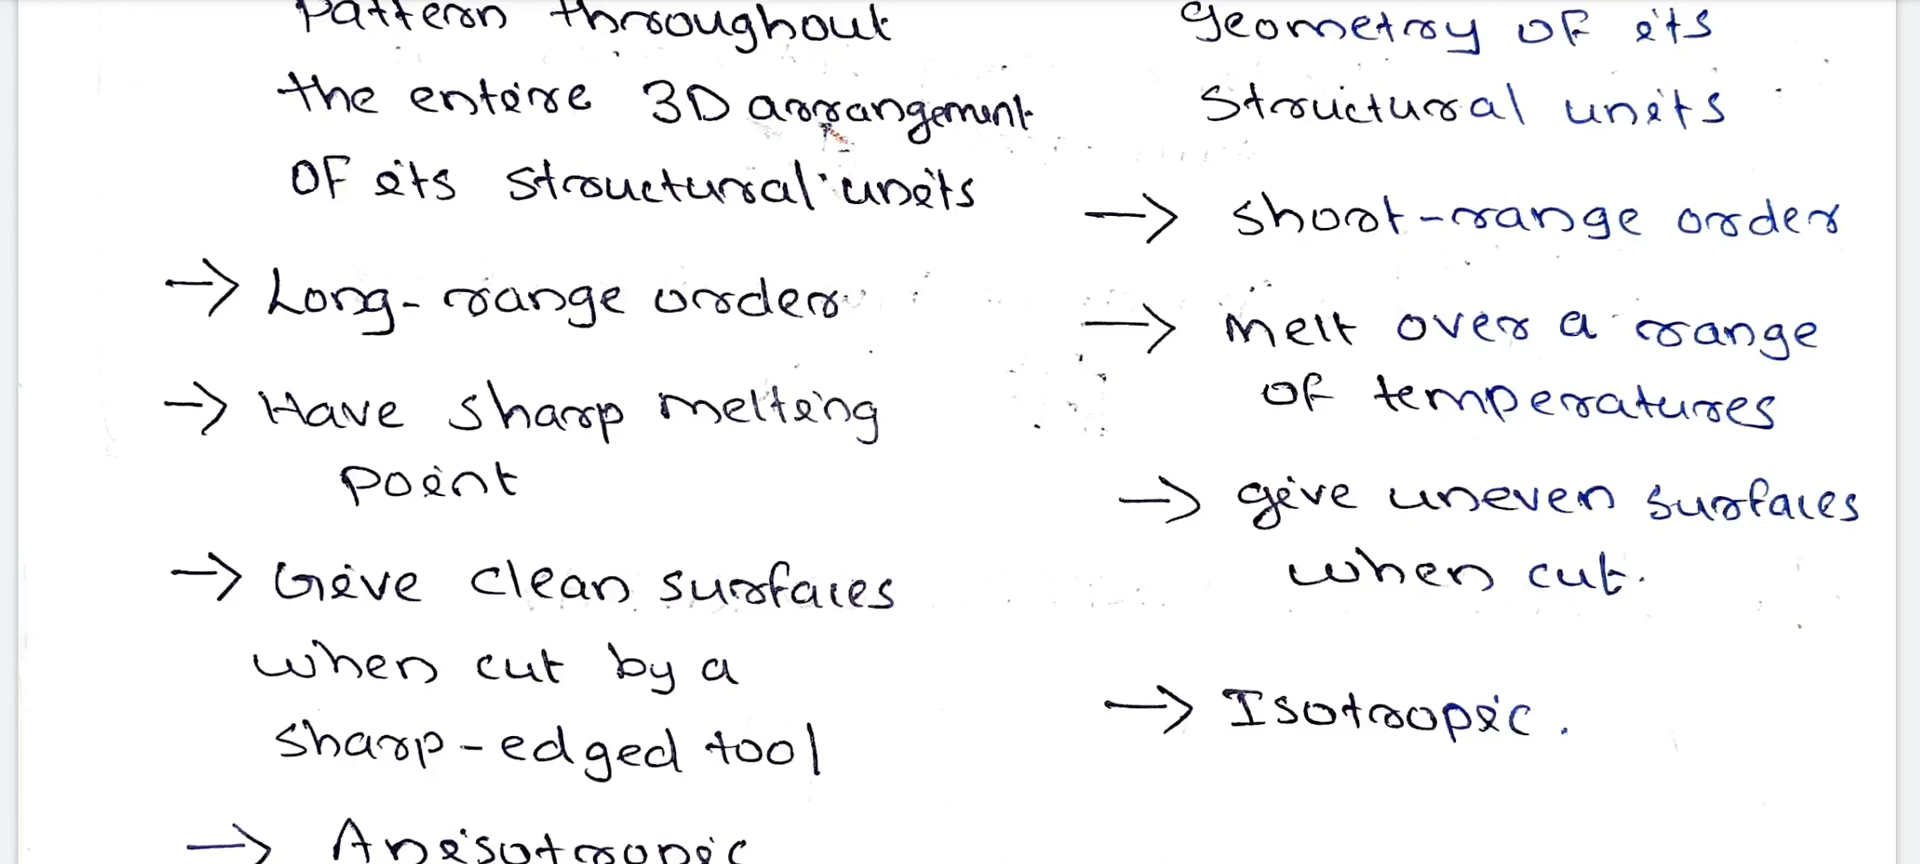 Pattern throughout
the entire 3D arrangement
OF its structural units
→ Long-range order
→ Have sharp melting
point
→ Give clean surfaces
when cut by a
sharp-edged tool
→ Anisotropic
geometry OF its
structural units
→ short-range order
→ melt over a range
of temperatures
→ give uneven surfaces
when cut.
→ Isotropic.